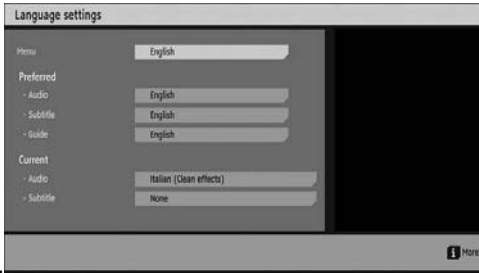 Language settings
Menu English
Preferred
- Audio English
- Subtitle English
- Guide English
Current
- Audio Italian (Clean effects)
- Subtitle None
i More